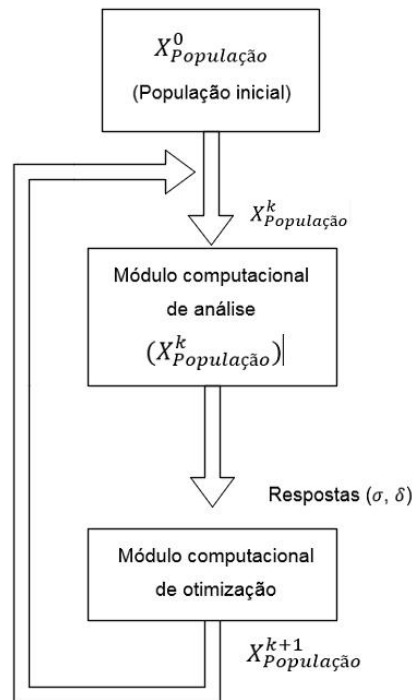 X⁰População
(População inicial)
XᵏPopulação
Módulo computacional
de análise
(XᵏPopulação)
Respostas (σ, δ)
Módulo computacional
de otimização
Xᵏ⁺¹População